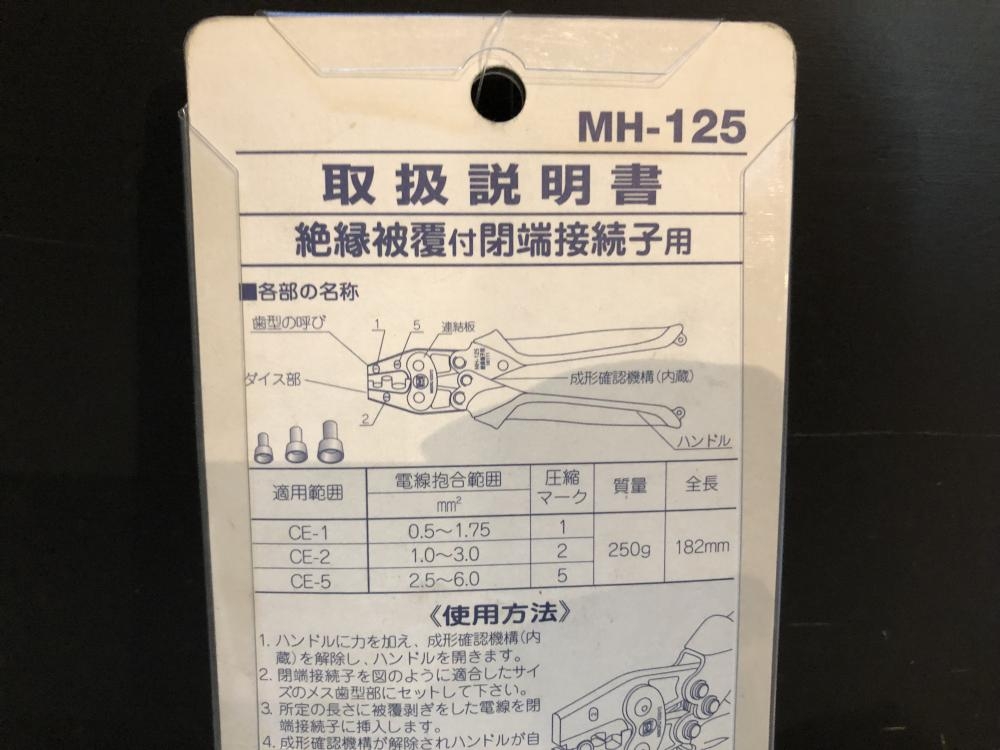 MH-125
取扱説明書
絶縁被覆付閉端接続子用
■各部の名称
歯型の呼び
1
5
連結板
MH-125
ダイス部
成形確認機構(内蔵)
2
ハンドル
適用範囲 電線抱合範囲 mm² 圧縮マーク 質量 全長
CE-1 0.5〜1.75 1 250g 182mm
CE-2 1.0〜3.0 2
CE-5 2.5〜6.0 5
《使用方法》
1. ハンドルに力を加え、成形確認機構(内
蔵)を解除し、ハンドルを開きます。
2. 閉端接続子を図のように適合したサイ
ズのメス歯型部にセットして下さい。
3. 所定の長さに被覆剥ぎをした電線を閉
端接続子に挿入します。
4. 成形確認機構が解除されハンドルが自